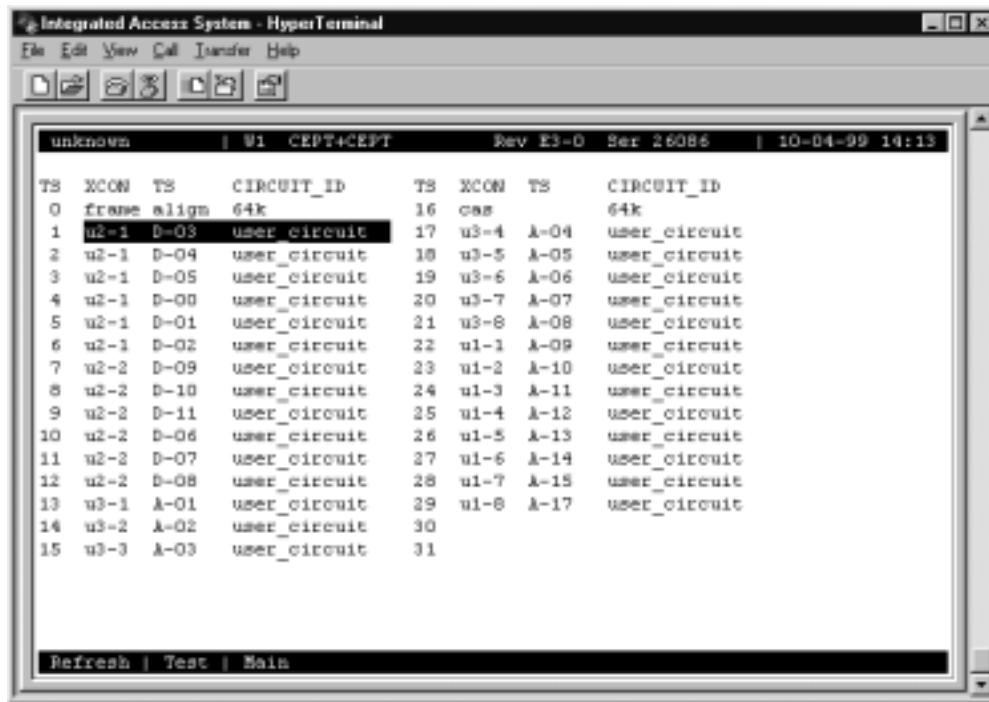 Integrated Access System - HyperTerminal
File Edit View Call Transfer Help
unknown | W1 CEPT+CEPT Rev E3-0 Ser 26086 | 10-04-99 14:13
TS XCON TS CIRCUIT_ID TS XCON TS CIRCUIT_ID
0 frame align 64k 16 cas 64k
1 u2-1 D-03 user_circuit 17 u3-4 A-04 user_circuit
2 u2-1 D-04 user_circuit 18 u3-5 A-05 user_circuit
3 u2-1 D-05 user_circuit 19 u3-6 A-06 user_circuit
4 u2-1 D-00 user_circuit 20 u3-7 A-07 user_circuit
5 u2-1 D-01 user_circuit 21 u3-8 A-08 user_circuit
6 u2-1 D-02 user_circuit 22 u1-1 A-09 user_circuit
7 u2-2 D-09 user_circuit 23 u1-2 A-10 user_circuit
8 u2-2 D-10 user_circuit 24 u1-3 A-11 user_circuit
9 u2-2 D-11 user_circuit 25 u1-4 A-12 user_circuit
10 u2-2 D-06 user_circuit 26 u1-5 A-13 user_circuit
11 u2-2 D-07 user_circuit 27 u1-6 A-14 user_circuit
12 u2-2 D-08 user_circuit 28 u1-7 A-15 user_circuit
13 u3-1 A-01 user_circuit 29 u1-8 A-17 user_circuit
14 u3-2 A-02 user_circuit 30
15 u3-3 A-03 user_circuit 31
Refresh | Test | Main